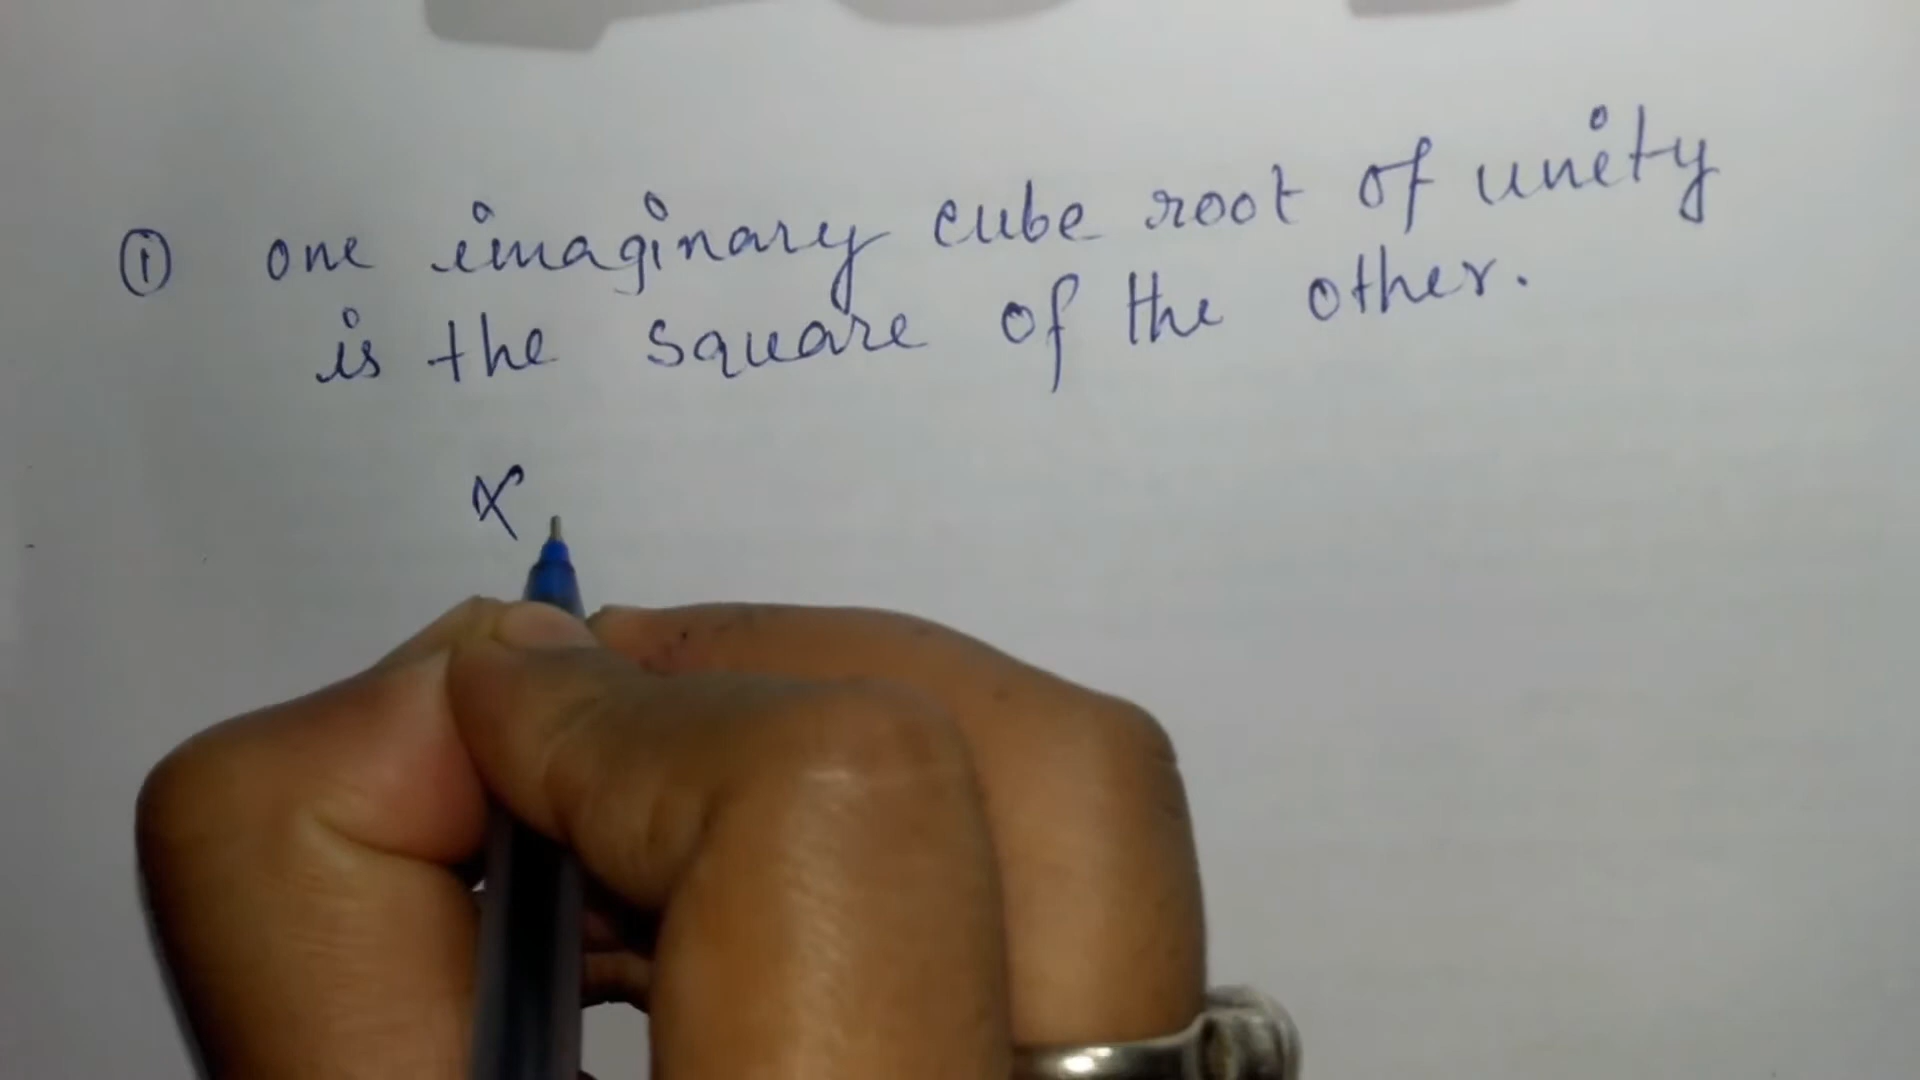 ① one imaginary cube root of unity
is the square of the other.
α